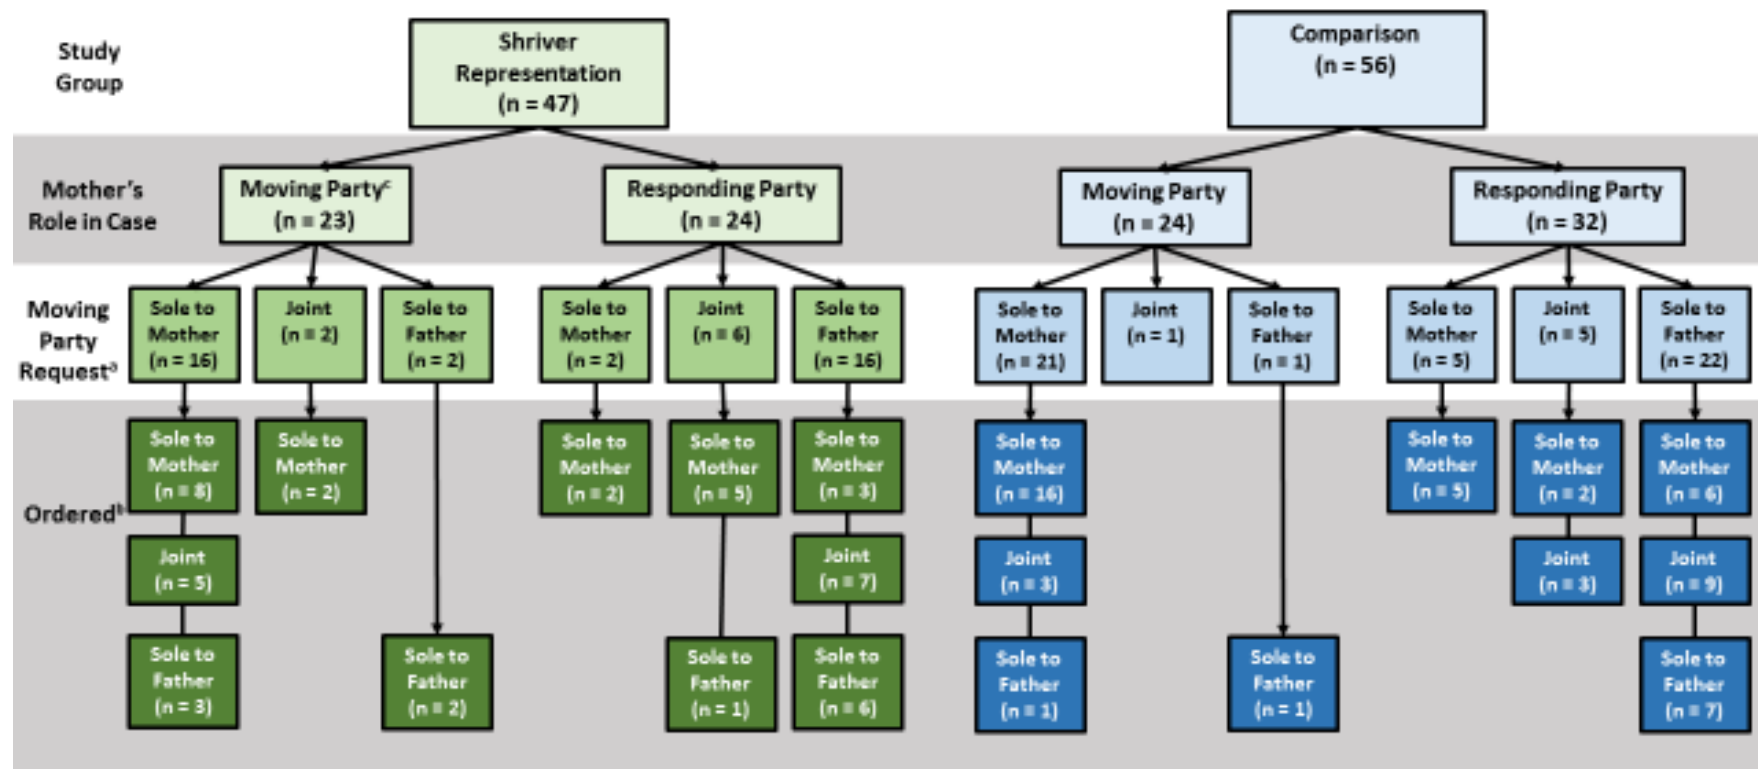 Study
Group
Shriver
Representation
(n = 47)
Comparison
(n = 56)
Mother's
Role in Case
Moving Partyᶜ
(n = 23)
Responding Party
(n = 24)
Moving Party
(n = 24)
Responding Party
(n = 32)
Moving
Party
Requestᵃ
Sole to
Mother
(n = 16)
Joint
(n = 2)
Sole to
Father
(n = 2)
Sole to
Mother
(n = 2)
Joint
(n = 6)
Sole to
Father
(n = 16)
Sole to
Mother
(n = 21)
Joint
(n = 1)
Sole to
Father
(n = 1)
Sole to
Mother
(n = 5)
Joint
(n = 5)
Sole to
Father
(n = 22)
Orderedᵇ
Sole to
Mother
(n = 8)
Sole to
Mother
(n = 2)
Sole to
Mother
(n = 2)
Sole to
Mother
(n = 5)
Sole to
Mother
(n = 3)
Sole to
Mother
(n = 16)
Sole to
Mother
(n = 5)
Sole to
Mother
(n = 2)
Sole to
Mother
(n = 6)
Joint
(n = 5)
Joint
(n = 7)
Joint
(n = 3)
Joint
(n = 3)
Joint
(n = 9)
Sole to
Father
(n = 3)
Sole to
Father
(n = 2)
Sole to
Father
(n = 1)
Sole to
Father
(n = 6)
Sole to
Father
(n = 1)
Sole to
Father
(n = 1)
Sole to
Father
(n = 7)